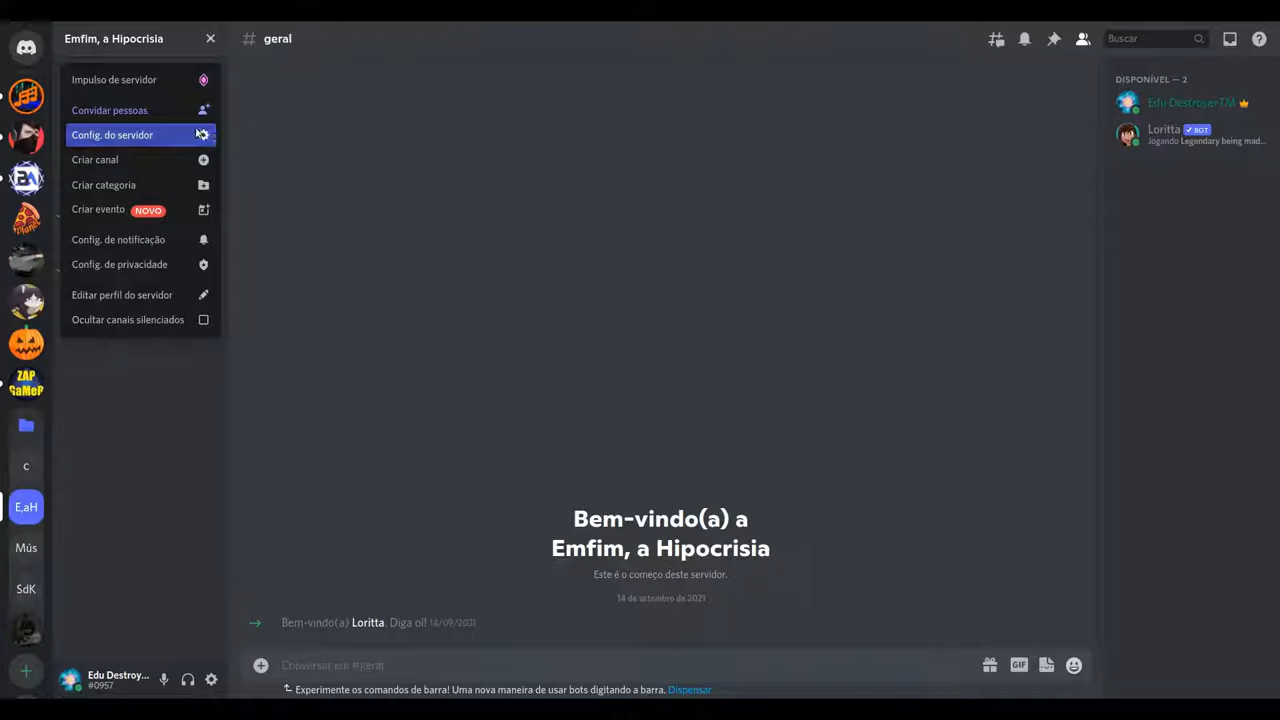 Emfim, a Hipocrisia
Impulso de servidor
Convidar pessoas
Config. do servidor
Criar canal
Criar categoria
Criar evento NOVO
Config. de notificação
Config. de privacidade
Editar perfil do servidor
Ocultar canais silenciados
BA
planet
ZAP
GaMeP
C
E,aH
Mús
SdK
Edu Destroy...
#0957
geral
Buscar
Bem-vindo(a) a
Emfim, a Hipocrisia
Este é o começo deste servidor.
14 de setembro de 2021
Bem-vindo(a) Loritta. Diga oi! 14/09/2021
Conversar em #geral
GIF
Experimente os comandos de barra! Uma nova maneira de usar bots digitando a barra. Dispensar
DISPONÍVEL — 2
Edu DestroyerTM
Loritta ✔ BOT
Jogando Legendary being mad...